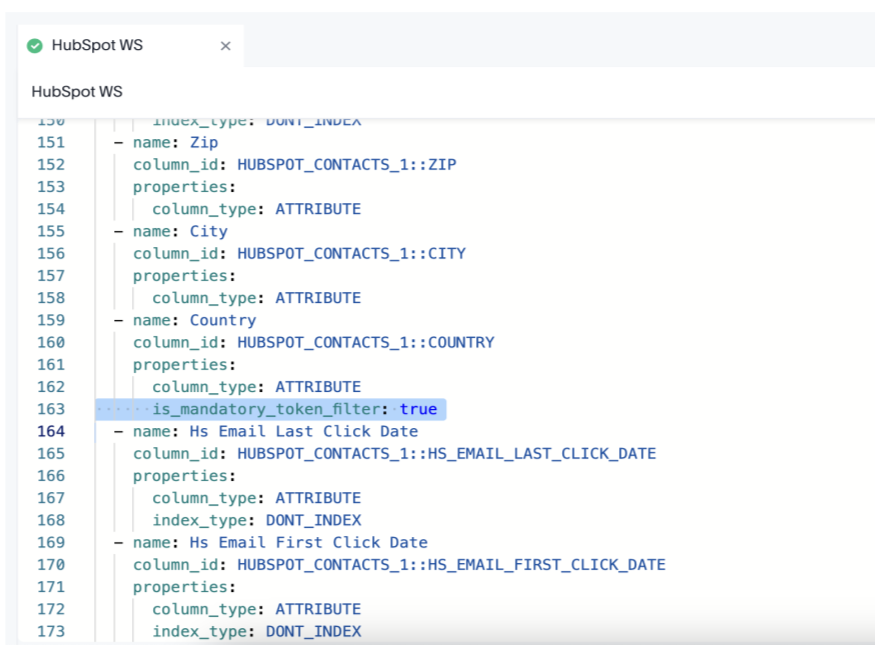 HubSpot WS ×
HubSpot WS
150 index_type: DONT_INDEX
151 - name: Zip
152 column_id: HUBSPOT_CONTACTS_1::ZIP
153 properties:
154 column_type: ATTRIBUTE
155 - name: City
156 column_id: HUBSPOT_CONTACTS_1::CITY
157 properties:
158 column_type: ATTRIBUTE
159 - name: Country
160 column_id: HUBSPOT_CONTACTS_1::COUNTRY
161 properties:
162 column_type: ATTRIBUTE
163 is_mandatory_token_filter: true
164 - name: Hs Email Last Click Date
165 column_id: HUBSPOT_CONTACTS_1::HS_EMAIL_LAST_CLICK_DATE
166 properties:
167 column_type: ATTRIBUTE
168 index_type: DONT_INDEX
169 - name: Hs Email First Click Date
170 column_id: HUBSPOT_CONTACTS_1::HS_EMAIL_FIRST_CLICK_DATE
171 properties:
172 column_type: ATTRIBUTE
173 index_type: DONT_INDEX